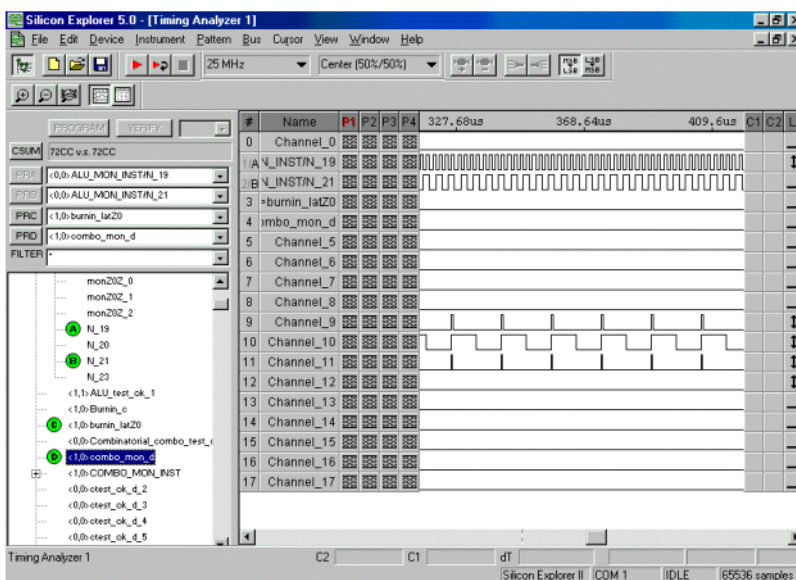 Silicon Explorer 5.0 - [Timing Analyzer 1]
File Edit Device Instrument Pattern Bus Cursor View Window Help
25 MHz Center (50%/50%) MSB LSB LSB MSB
PROGRAM VERIFY
CSUM 72CC v.s. 72CC
PRA <0,0>ALU_MON_INST/N_19
PRB <0,0>ALU_MON_INST/N_21
PRC <1,0>burnin_latZ0
PRD <1,0>combo_mon_d
FILTER *
monZ0Z_0
monZ0Z_1
monZ0Z_2
A N_19
N_20
B N_21
N_23
<1,1>ALU_test_ok_1
<1,0>Burnin_c
<1,0>burnin_latZ0
<0,0>Combinatorial_combo_test_
D <1,0>combo_mon_d
<1,0>COMBO_MON_INST
<0,0>ctest_ok_d_2
<0,0>ctest_ok_d_3
<0,0>ctest_ok_d_4
<0,0>ctest_ok_d_5
# Name P1 P2 P3 P4 327.68us 368.64us 409.6us C1 C2 L
0 Channel_0
1/A N_INST/N_19
2/B N_INST/N_21
3 burnin_latZ0
4 mbo_mon_d
5 Channel_5
6 Channel_6
7 Channel_7
8 Channel_8
9 Channel_9
10 Channel_10
11 Channel_11
12 Channel_12
13 Channel_13
14 Channel_14
15 Channel_15
16 Channel_16
17 Channel_17
Timing Analyzer 1 C2 C1 dT
Silicon Explorer II COM 1 IDLE 65536 samples